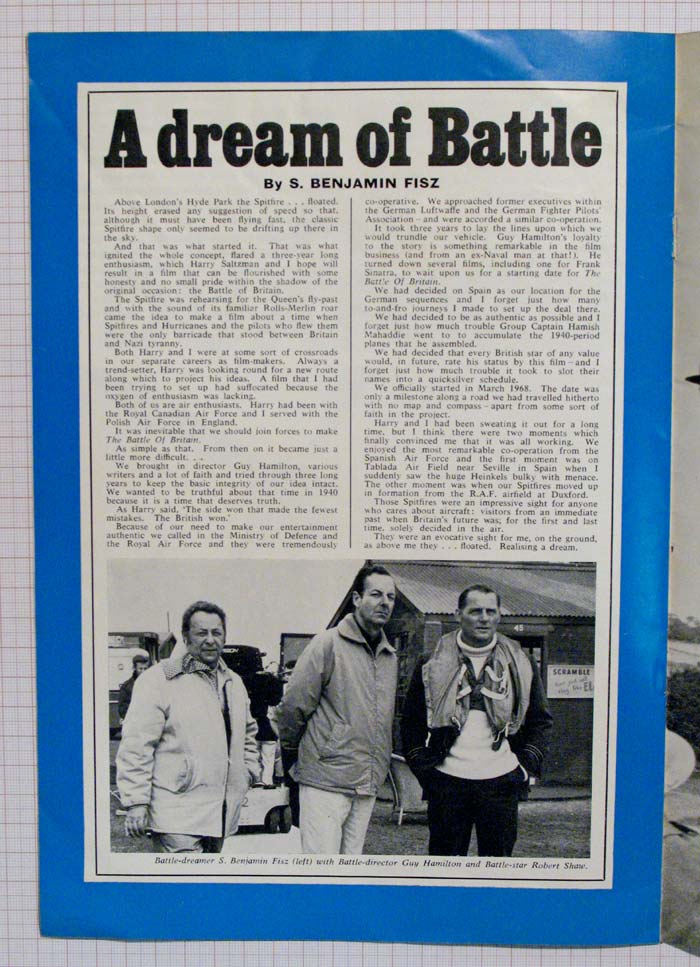 A dream of Battle
By S. BENJAMIN FISZ
Above London's Hyde Park the Spitfire . . . floated.
Its height erased any suggestion of speed so that,
although it must have been flying fast, the classic
Spitfire shape only seemed to be drifting up there in
the sky.
And that was what started it. That was what
ignited the whole concept, flared a three-year long
enthusiasm, which Harry Saltzman and I hope will
result in a film that can be flourished with some
honesty and no small pride within the shadow of the
original occasion: the Battle of Britain.
The Spitfire was rehearsing for the Queen's fly-past
and with the sound of its familiar Rolls-Merlin roar
came the idea to make a film about a time when
Spitfires and Hurricanes and the pilots who flew them
were the only barricade that stood between Britain
and Nazi tyranny.
Both Harry and I were at some sort of crossroads
in our separate careers as film-makers. Always a
trend-setter, Harry was looking round for a new route
along which to project his ideas. A film that I had
been trying to set up had suffocated because the
oxygen of enthusiasm was lacking.
Both of us are air enthusiasts. Harry had been with
the Royal Canadian Air Force and I served with the
Polish Air Force in England.
It was inevitable that we should join forces to make
The Battle Of Britain.
As simple as that. From then on it became just a
little more difficult. . .
We brought in director Guy Hamilton, various
writers and a lot of faith and tried through three long
years to keep the basic integrity of our idea intact.
We wanted to be truthful about that time in 1940
because it is a time that deserves truth.
As Harry said, 'The side won that made the fewest
mistakes. The British won.'
Because of our need to make our entertainment
authentic we called in the Ministry of Defence and
the Royal Air Force and they were tremendously
co-operative. We approached former executives within
the German Luftwaffe and the German Fighter Pilots'
Association – and were accorded a similar co-operation.
It took three years to lay the lines upon which we
would trundle our vehicle. Guy Hamilton's loyalty
to the story is something remarkable in the film
business (and from an ex-Naval man at that!). He
turned down several films, including one for Frank
Sinatra, to wait upon us for a starting date for The
Battle Of Britain.
We had decided on Spain as our location for the
German sequences and I forget just how many
to-and-fro journeys I made to set up the deal there.
We had decided to be as authentic as possible and I
forget just how much trouble Group Captain Hamish
Mahaddie went to to accumulate the 1940-period
planes that he assembled.
We had decided that every British star of any value
would, in future, rate his status by this film – and I
forget just how much trouble it took to slot their
names into a quicksilver schedule.
We officially started in March 1968. The date was
only a milestone along a road we had travelled hitherto
with no map and compass – apart from some sort of
faith in the project.
Harry and I had been sweating it out for a long
time, but I think there were two moments which
finally convinced me that it was all working. We
enjoyed the most remarkable co-operation from the
Spanish Air Force and the first moment was on
Tablada Air Field near Seville in Spain when I
suddenly saw the huge Heinkels bulky with menace.
The other moment was when our Spitfires moved up
in formation from the R.A.F. airfield at Duxford.
Those Spitfires were an impressive sight for anyone
who cares about aircraft: visitors from an immediate
past when Britain's future was; for the first and last
time, solely decided in the air.
They were an evocative sight for me, on the ground,
as above me they . . . floated. Realising a dream.
45
SCRAMBLE
EL
2
Battle-dreamer S. Benjamin Fisz (left) with Battle-director Guy Hamilton and Battle-star Robert Shaw.